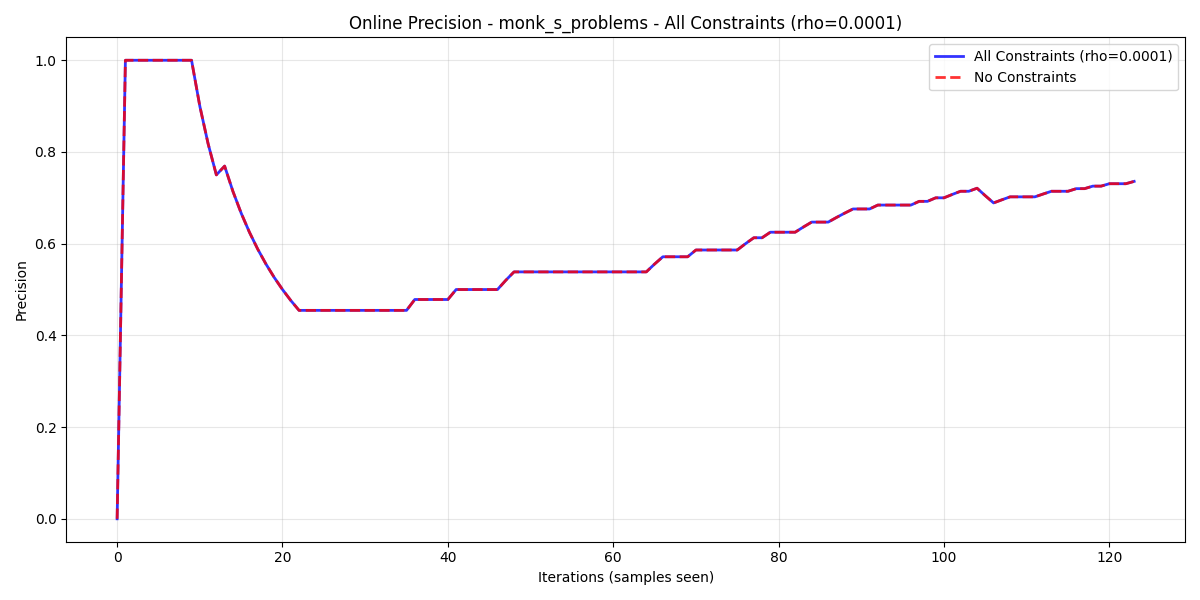 Online Precision - monk_s_problems - All Constraints (rho=0.0001)
All Constraints (rho=0.0001)
No Constraints
Precision
1.0
0.8
0.6
0.4
0.2
0.0
0 20 40 60 80 100 120
Iterations (samples seen)